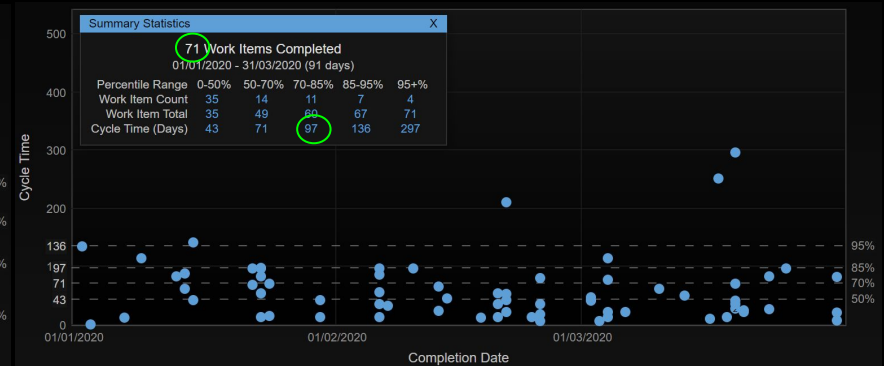 Summary Statistics X
71 Work Items Completed
01/01/2020 - 31/03/2020 (91 days)
Percentile Range 0-50% 50-70% 70-85% 85-95% 95+%
Work Item Count 35 14 11 7 4
Work Item Total 35 49 60 67 71
Cycle Time (Days) 43 71 97 136 297
Cycle Time
500
400
300
200
136 95%
197 85%
71 70%
43 50%
0
01/01/2020 01/02/2020 01/03/2020
Completion Date
%
%
%
%